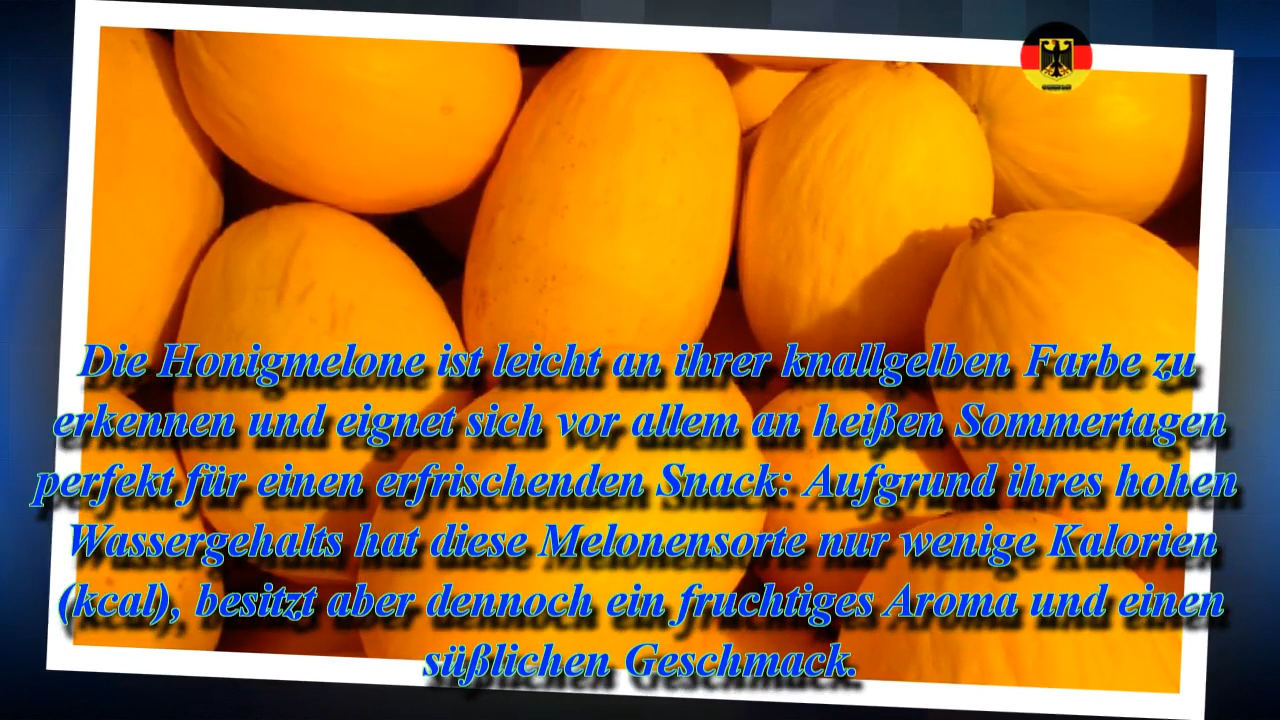 Die Honigmelone ist leicht an ihrer knallgelben Farbe zu
erkennen und eignet sich vor allem an heißen Sommertagen
perfekt für einen erfrischenden Snack: Aufgrund ihres hohen
Wassergehalts hat diese Melonensorte nur wenige Kalorien
(kcal), besitzt aber dennoch ein fruchtiges Aroma und einen
süßlichen Geschmack.